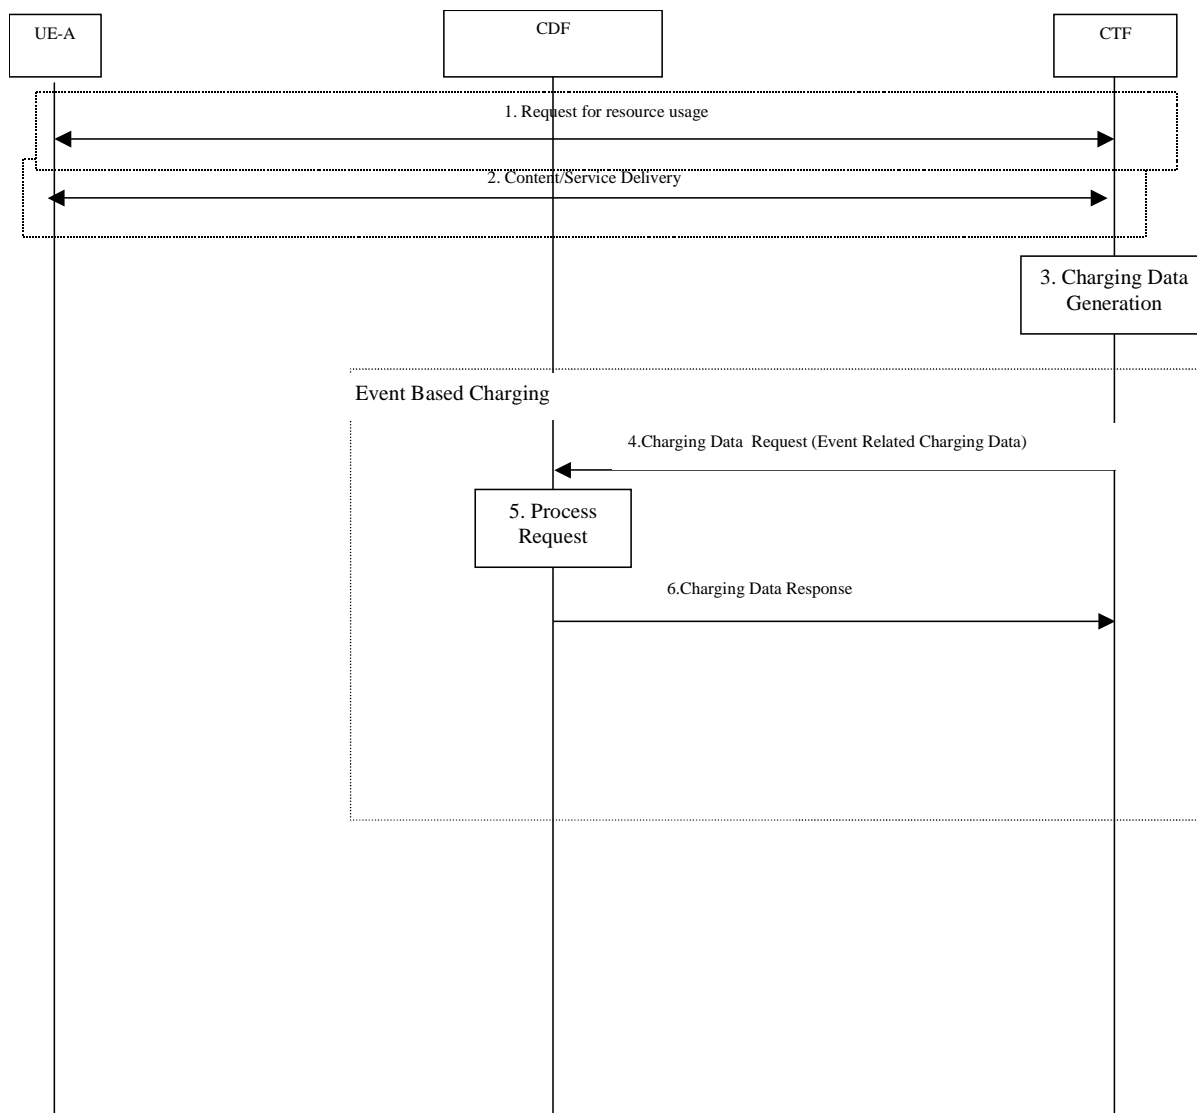 UE-A
CDF
CTF
1. Request for resource usage
2. Content/Service Delivery
3. Charging Data
Generation
Event Based Charging
4.Charging Data  Request (Event Related Charging Data)
5. Process
Request
6.Charging Data Response